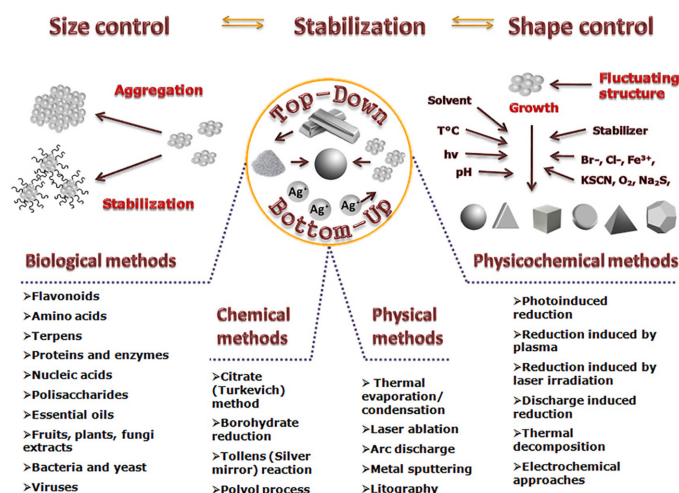 Size control
Stabilization
Shape control
Aggregation
Stabilization
Top-Down
Ag+
Ag+
Ag+
Bottom-Up
Fluctuating
structure
Growth
Solvent
T°C
hv
pH
Stabilizer
Br-, Cl-, Fe³⁺,
KSCN, O₂, Na₂S,
Biological methods
➢Flavonoids
➢Amino acids
➢Terpens
➢Proteins and enzymes
➢Nucleic acids
➢Polisaccharides
➢Essential oils
➢Fruits, plants, fungi
extracts
➢Bacteria and yeast
➢Viruses
Chemical
methods
➢Citrate
(Turkevich)
method
➢Borohydrate
reduction
➢Tollens (Silver
mirror) reaction
➢Polyol process
Physical
methods
➢Thermal
evaporation/
condensation
➢Laser ablation
➢Arc discharge
➢Metal sputtering
➢Litography
Physicochemical methods
➢Photoinduced
reduction
➢Reduction induced by
plasma
➢Reduction induced by
laser irradiation
➢Discharge induced
reduction
➢Thermal
decomposition
➢Electrochemical
approaches